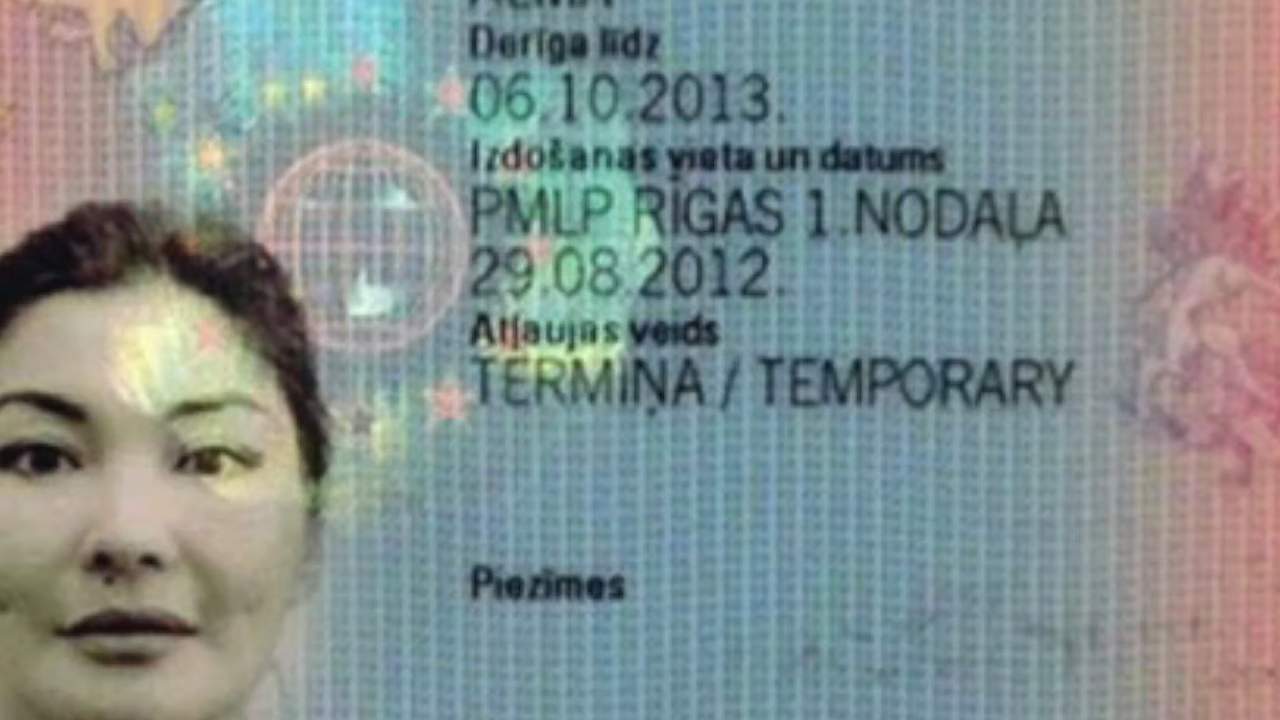 Derīga līdz
06.10.2013.
Izdošanas vieta un datums
PMLP RĪGAS 1.NODAĻA
29.08.2012.
Atļaujas veids
TERMIŅA / TEMPORARY
Piezīmes